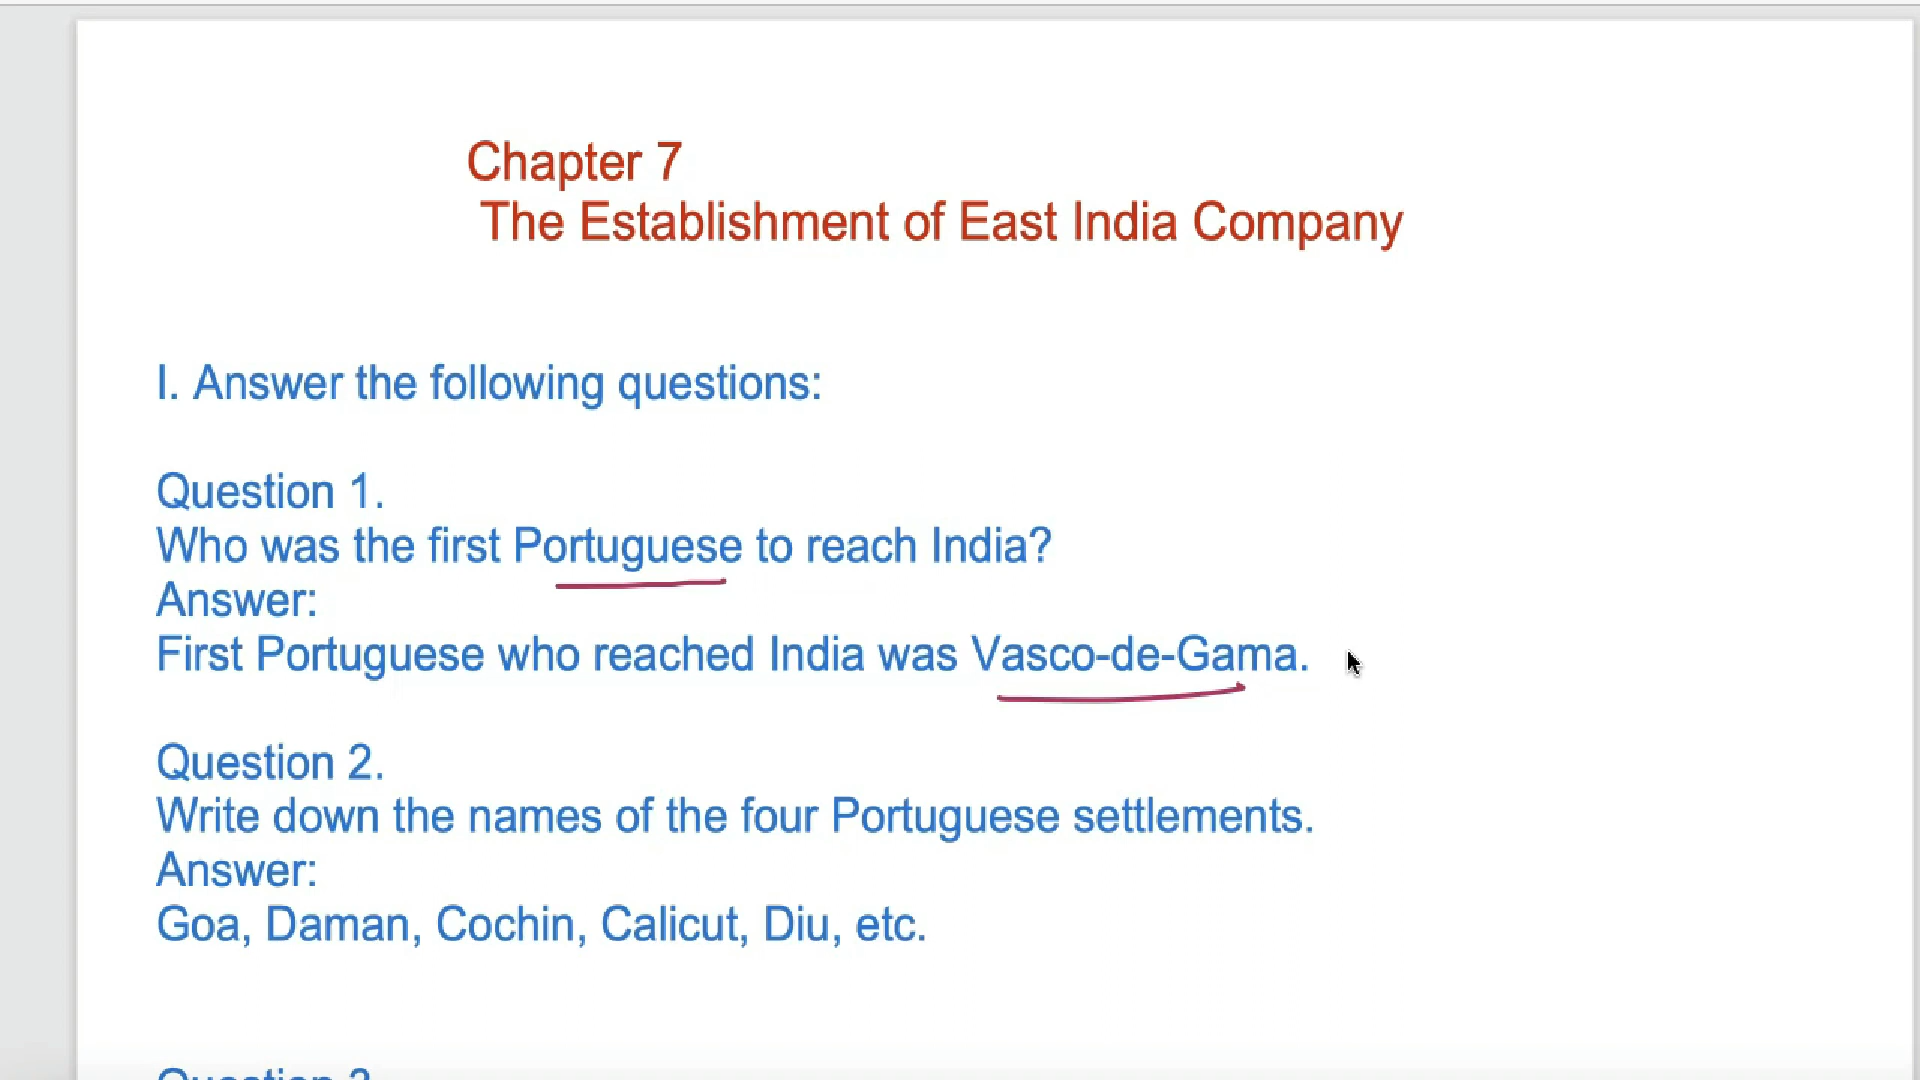 Chapter 7
The Establishment of East India Company
I. Answer the following questions:
Question 1.
Who was the first Portuguese to reach India?
Answer:
First Portuguese who reached India was Vasco-de-Gama.
Question 2.
Write down the names of the four Portuguese settlements.
Answer:
Goa, Daman, Cochin, Calicut, Diu, etc.
Question 3